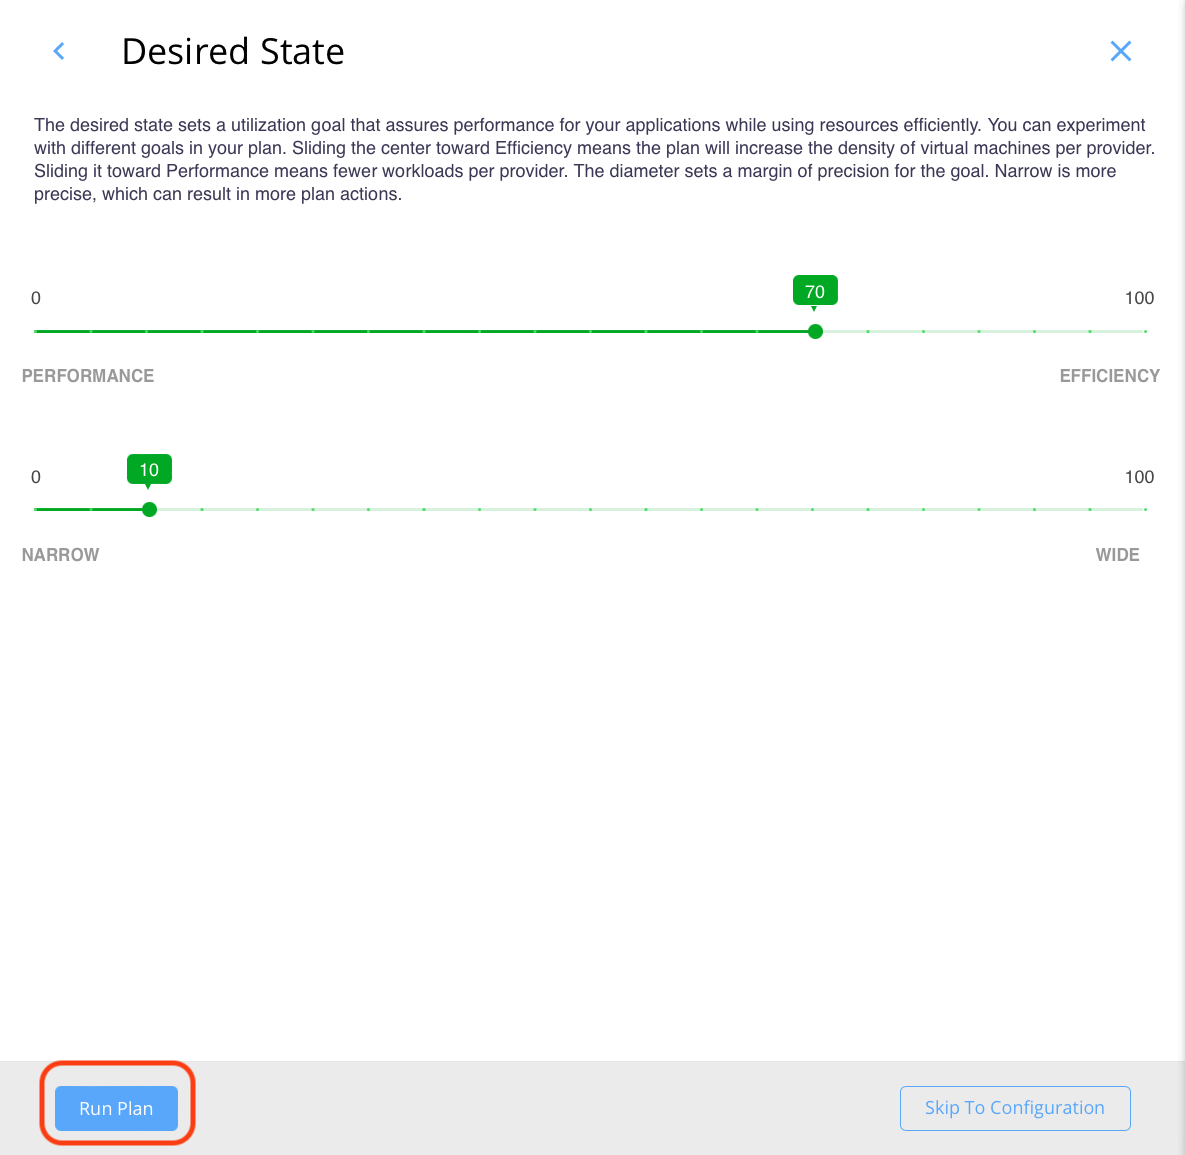 Desired State
The desired state sets a utilization goal that assures performance for your applications while using resources efficiently. You can experiment
with different goals in your plan. Sliding the center toward Efficiency means the plan will increase the density of virtual machines per provider.
Sliding it toward Performance means fewer workloads per provider. The diameter sets a margin of precision for the goal. Narrow is more
precise, which can result in more plan actions.
0 70 100
PERFORMANCE EFFICIENCY
0 10 100
NARROW WIDE
Run Plan Skip To Configuration